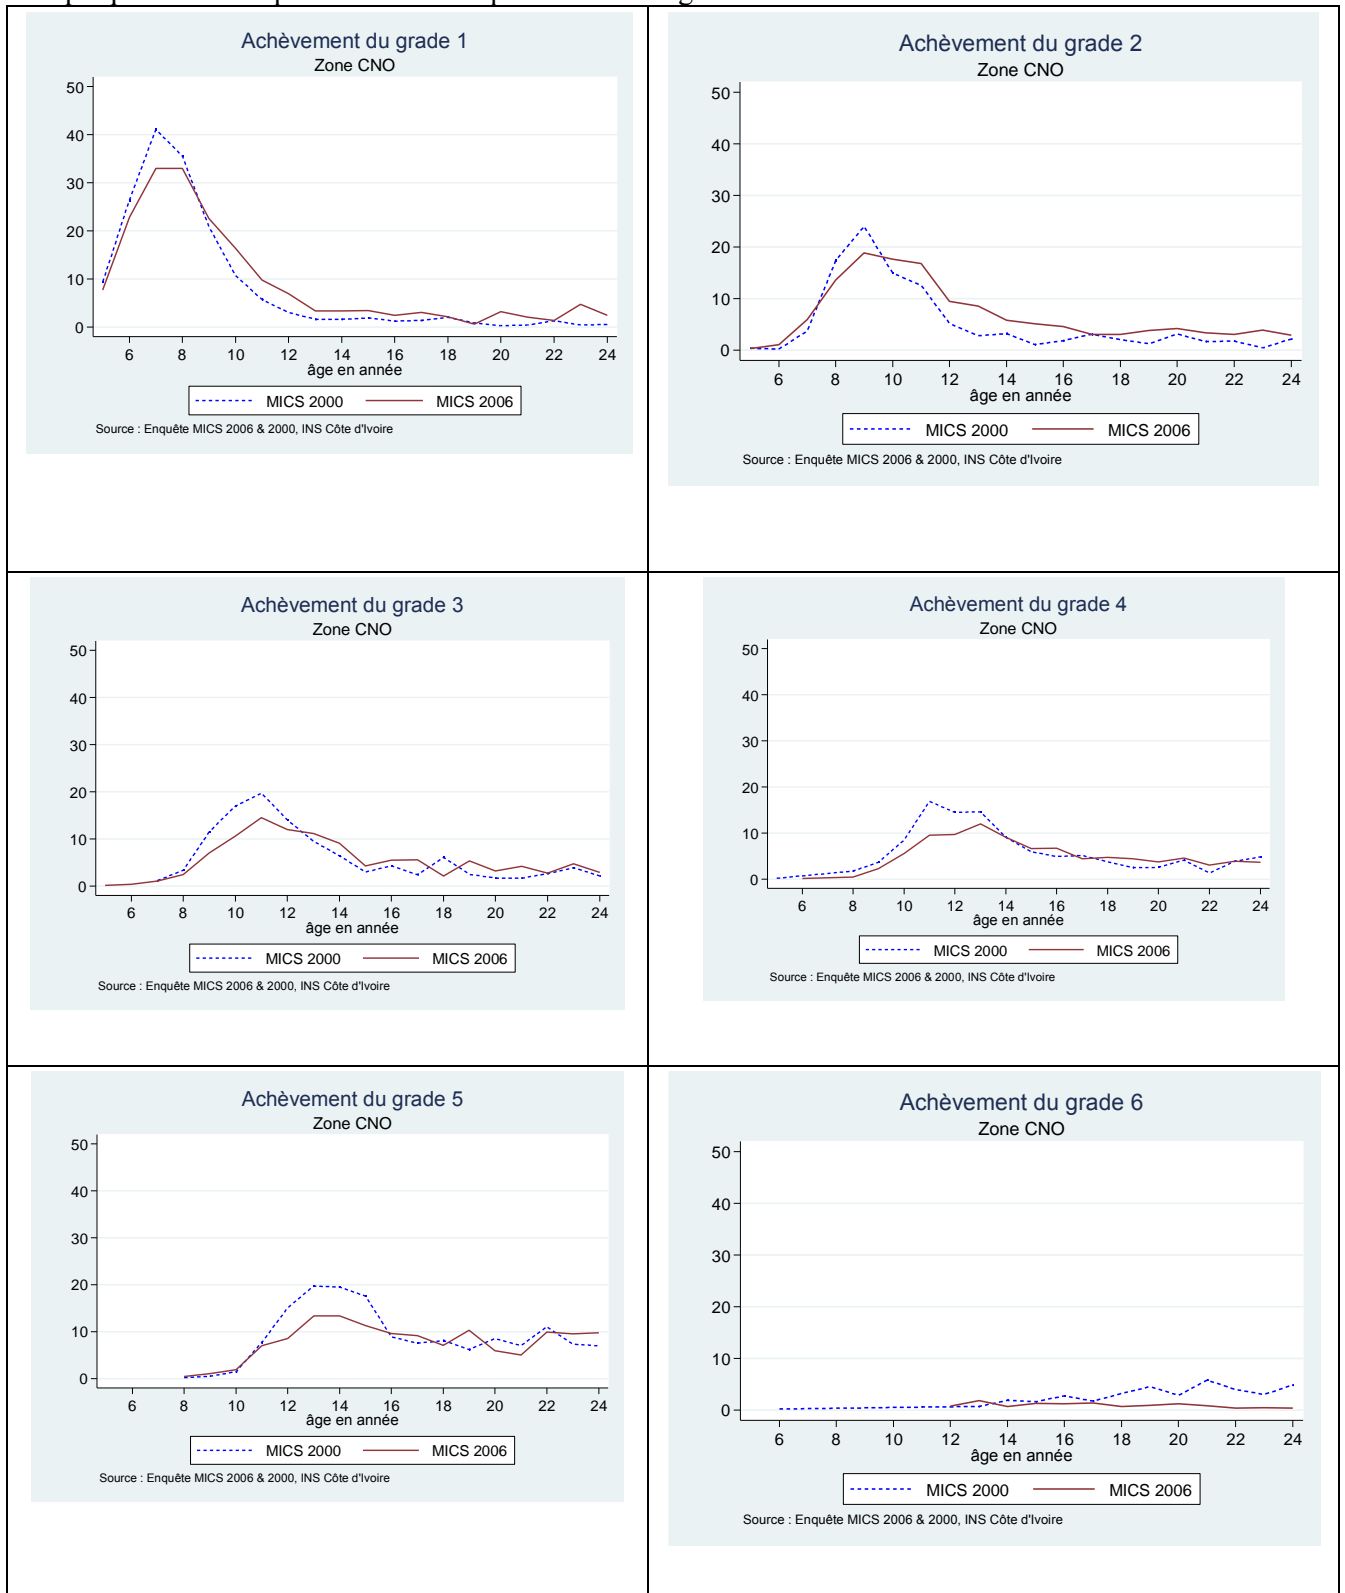 Achèvement du grade 1
Zone CNO
50
40
30
20
10
0
6 8 10 12 14 16 18 20 22 24
âge en année
MICS 2000 MICS 2006
Source : Enquête MICS 2006 & 2000, INS Côte d'Ivoire
Achèvement du grade 2
Zone CNO
50
40
30
20
10
0
6 8 10 12 14 16 18 20 22 24
âge en année
MICS 2000 MICS 2006
Source : Enquête MICS 2006 & 2000, INS Côte d'Ivoire
Achèvement du grade 3
Zone CNO
50
40
30
20
10
0
6 8 10 12 14 16 18 20 22 24
âge en année
MICS 2000 MICS 2006
Source : Enquête MICS 2006 & 2000, INS Côte d'Ivoire
Achèvement du grade 4
Zone CNO
50
40
30
20
10
0
6 8 10 12 14 16 18 20 22 24
âge en année
MICS 2000 MICS 2006
Source : Enquête MICS 2006 & 2000, INS Côte d'Ivoire
Achèvement du grade 5
Zone CNO
50
40
30
20
10
0
6 8 10 12 14 16 18 20 22 24
âge en année
MICS 2000 MICS 2006
Source : Enquête MICS 2006 & 2000, INS Côte d'Ivoire
Achèvement du grade 6
Zone CNO
50
40
30
20
10
0
6 8 10 12 14 16 18 20 22 24
âge en année
MICS 2000 MICS 2006
Source : Enquête MICS 2006 & 2000, INS Côte d'Ivoire